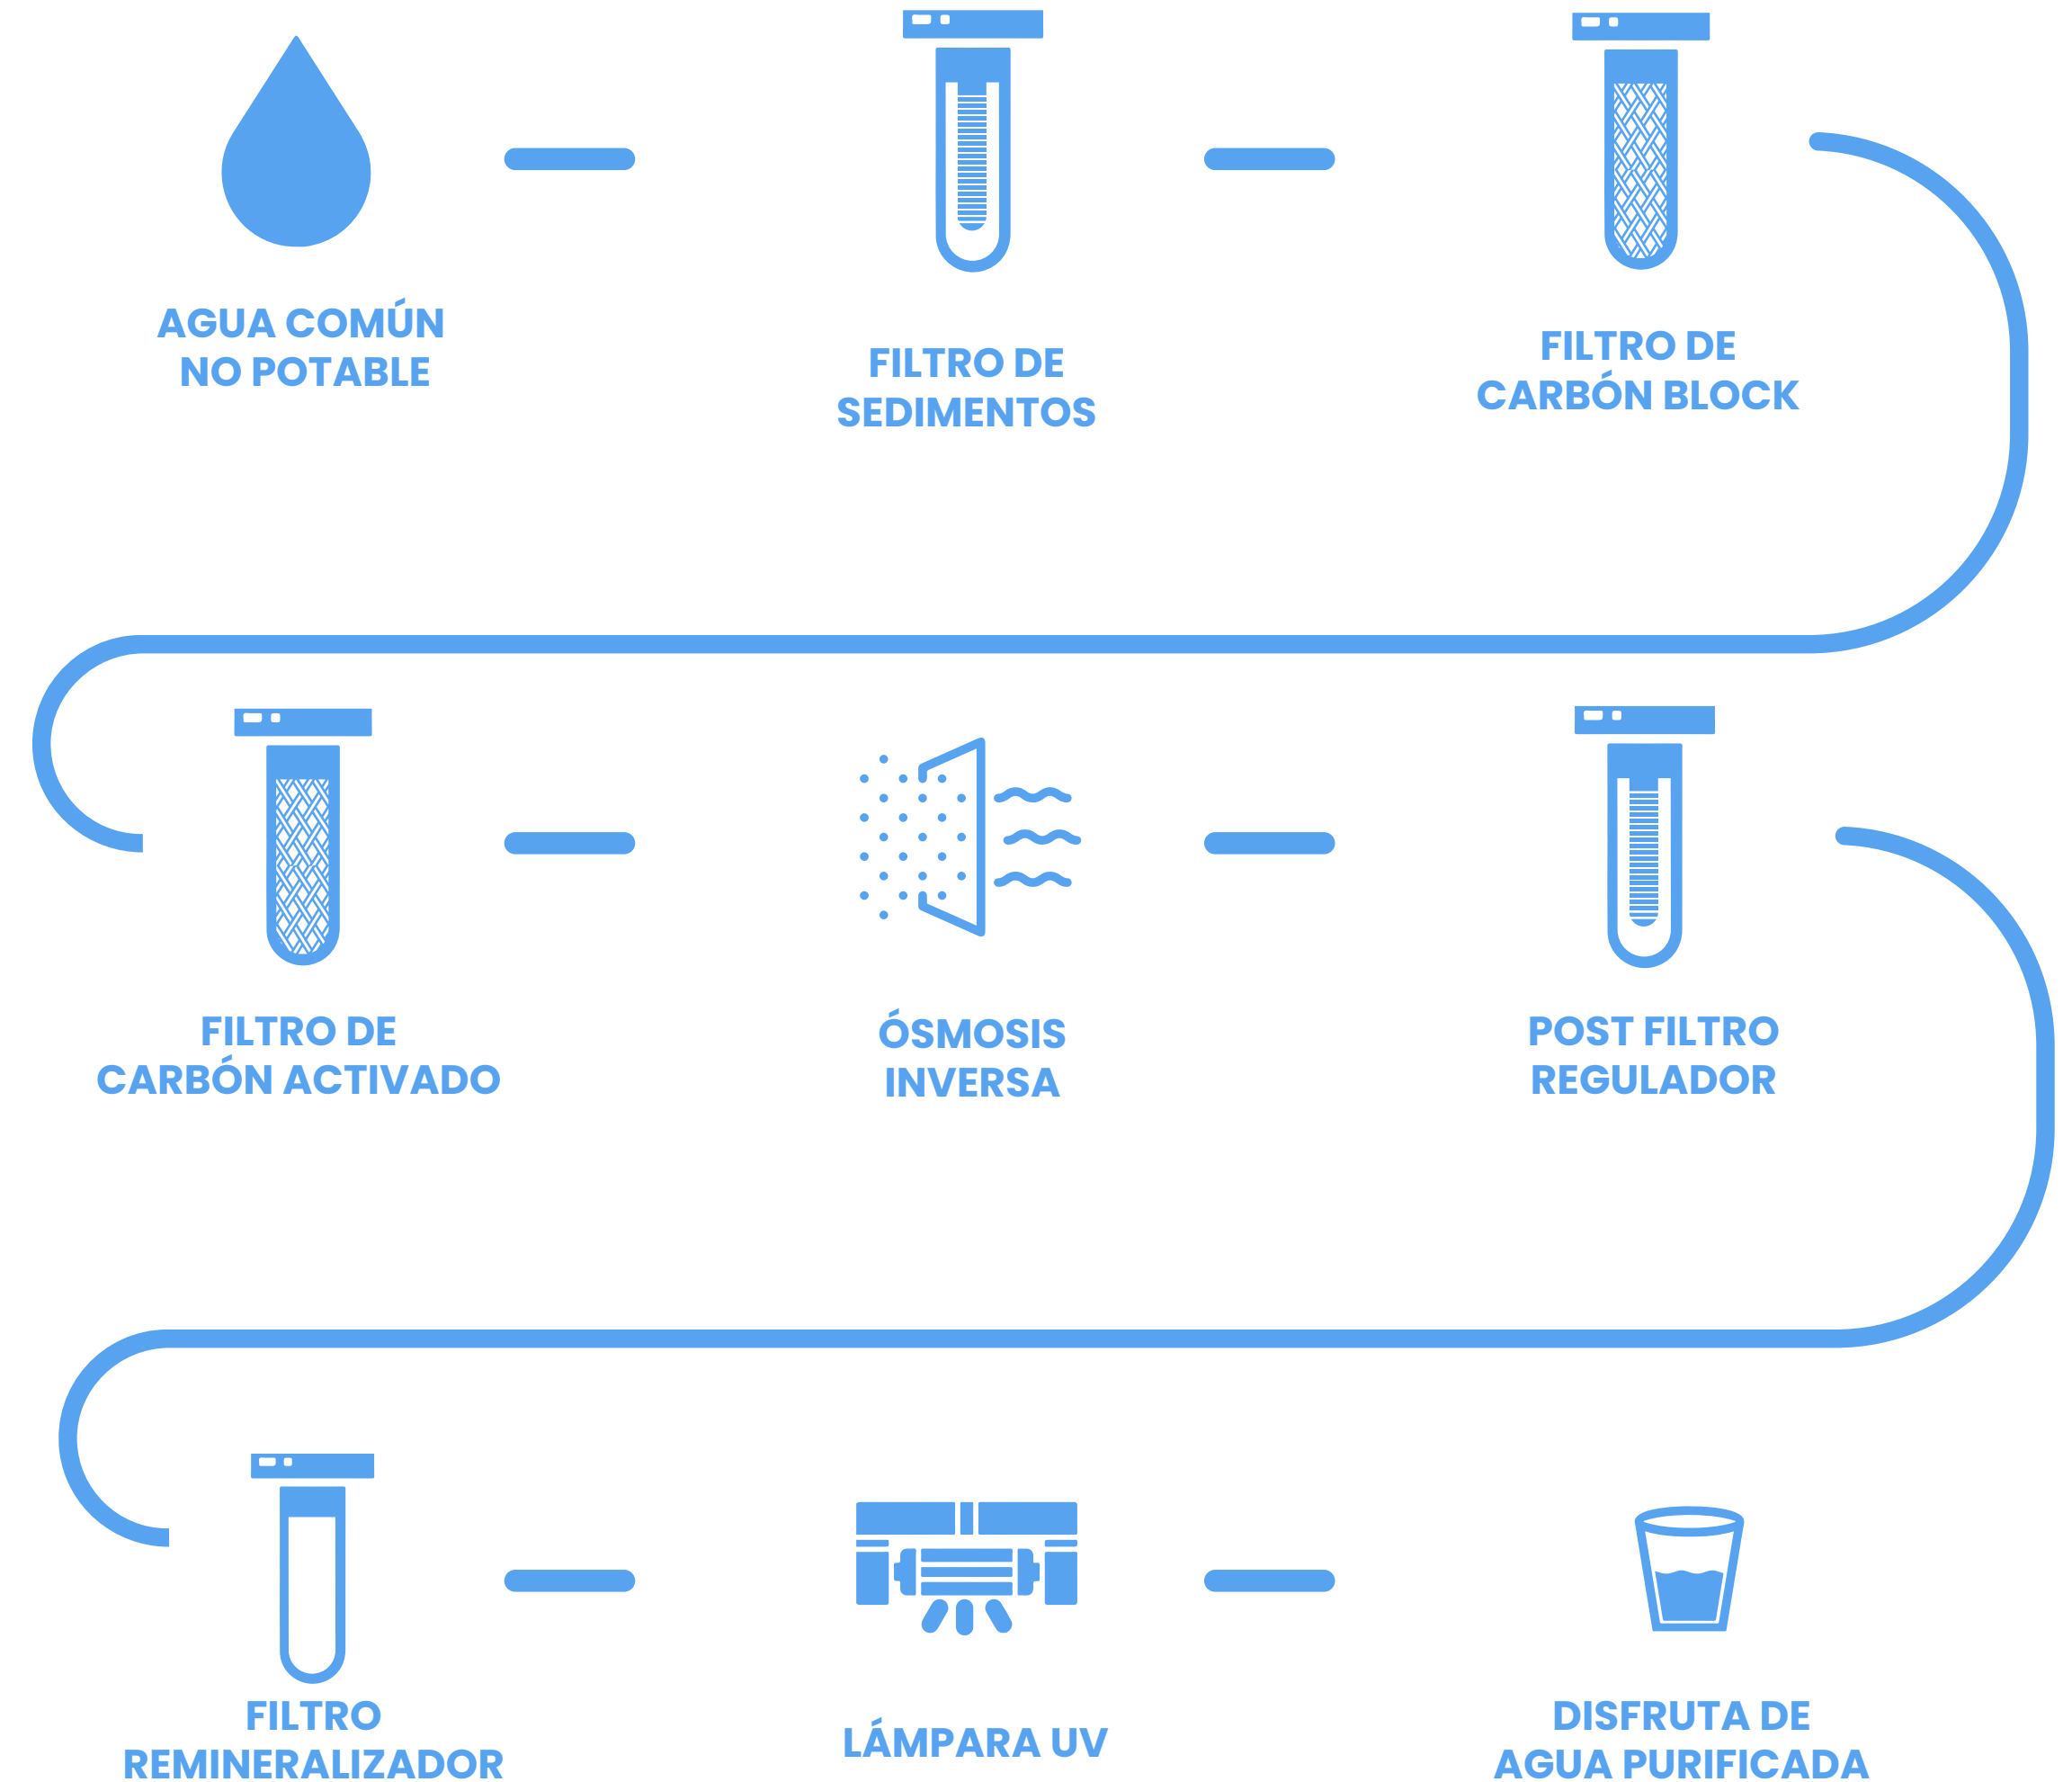 AGUA COMÚN
NO POTABLE
FILTRO DE
SEDIMENTOS
FILTRO DE
CARBÓN BLOCK
FILTRO DE
CARBÓN ACTIVADO
ÓSMOSIS
INVERSA
POST FILTRO
REGULADOR
FILTRO
REMINERALIZADOR
LÁMPARA UV
DISFRUTA DE
AGUA PURIFICADA